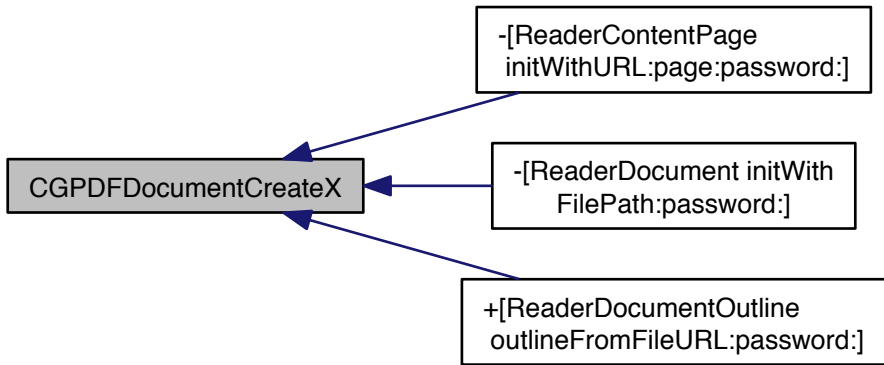 -[ReaderContentPage
initWithURL:page:password:]
CGPDFDocumentCreateX
-[ReaderDocument initWith
FilePath:password:]
+[ReaderDocumentOutline
outlineFromFileURL:password:]